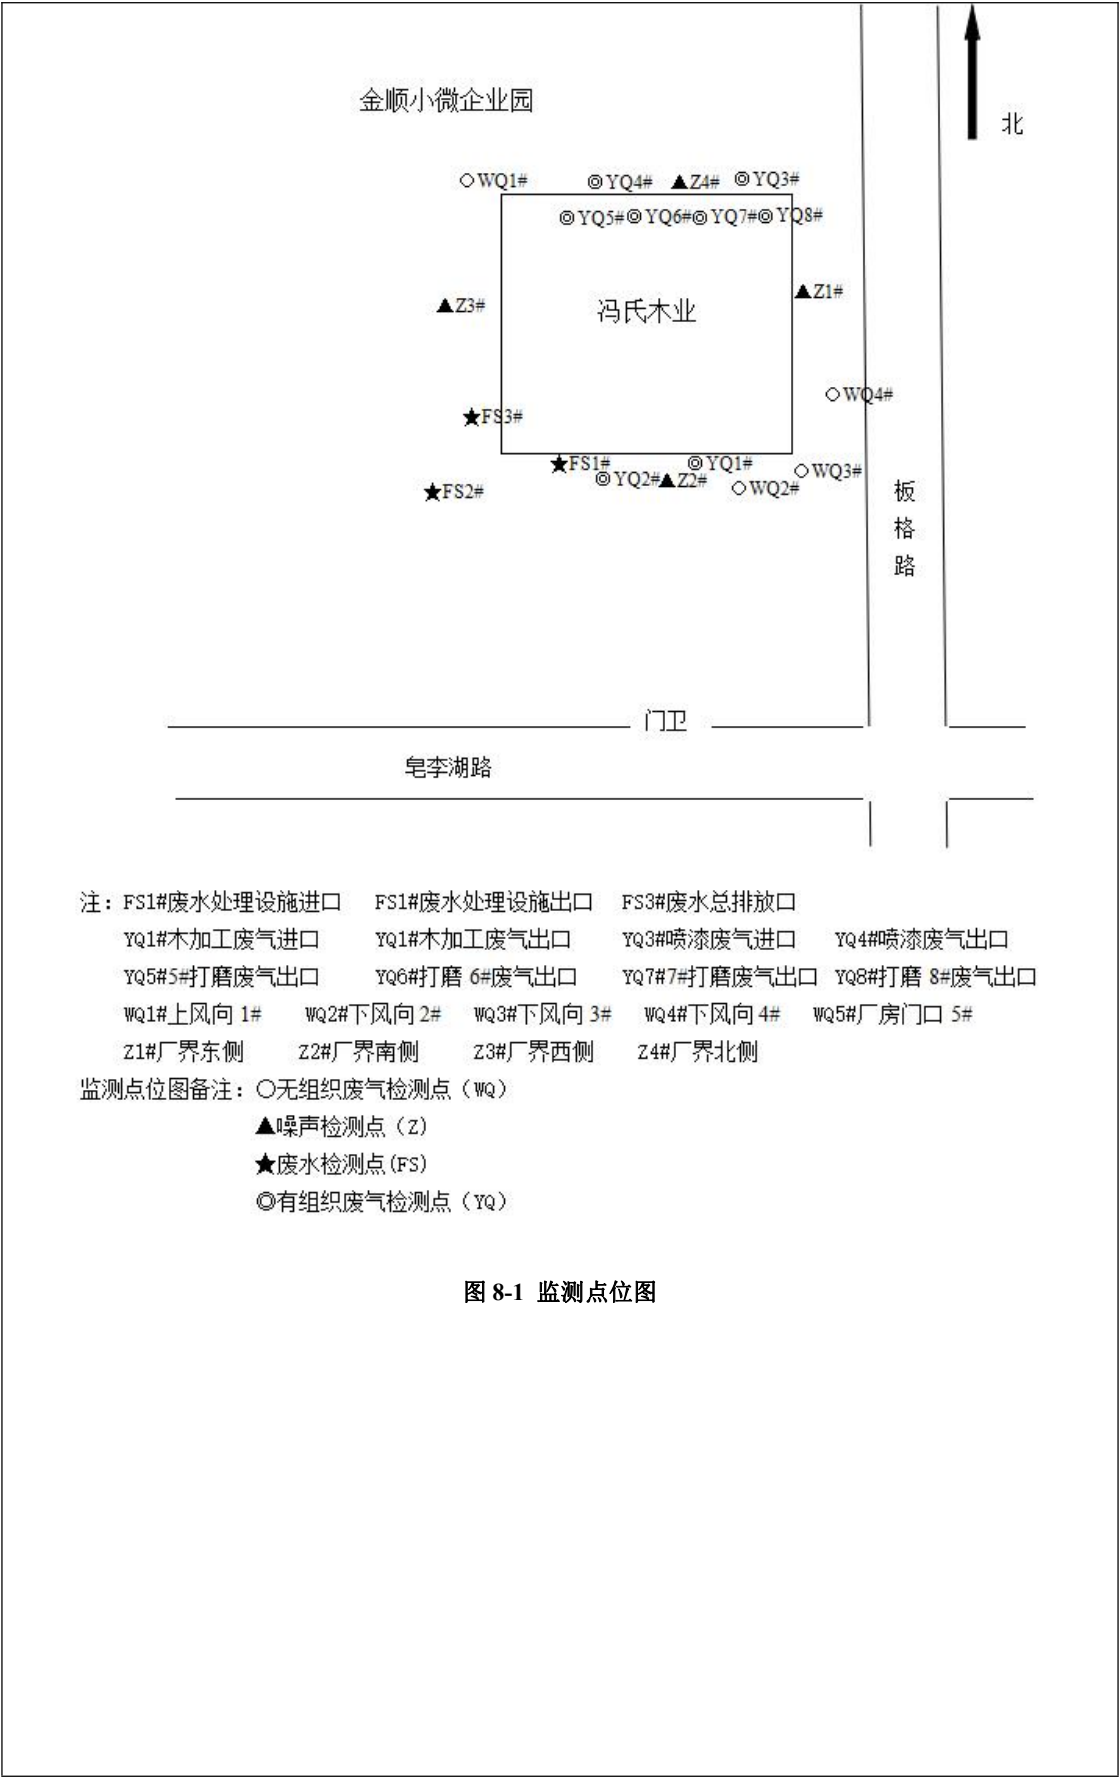 金顺小微企业园
北
○WQ1# ◎YQ4# ▲Z4# ◎YQ3#
◎YQ5#◎YQ6#◎YQ7#◎YQ8#
▲Z3# 冯氏木业 ▲Z1#
○WQ4#
★FS3#
★FS1# ◎YQ1# ○WQ3#
★FS2# ◎YQ2#▲Z2# ○WQ2#
板
格
路
门卫
皂李湖路
注：FS1#废水处理设施进口 FS1#废水处理设施出口 FS3#废水总排放口
YQ1#木加工废气进口 YQ1#木加工废气出口 YQ3#喷漆废气进口 YQ4#喷漆废气出口
YQ5#5#打磨废气出口 YQ6#打磨 6#废气出口 YQ7#7#打磨废气出口 YQ8#打磨 8#废气出口
WQ1#上风向 1# WQ2#下风向 2# WQ3#下风向 3# WQ4#下风向 4# WQ5#厂房门口 5#
Z1#厂界东侧 Z2#厂界南侧 Z3#厂界西侧 Z4#厂界北侧
监测点位图备注：○无组织废气检测点（WQ）
▲噪声检测点（Z）
★废水检测点(FS)
◎有组织废气检测点（YQ）
图 8-1 监测点位图